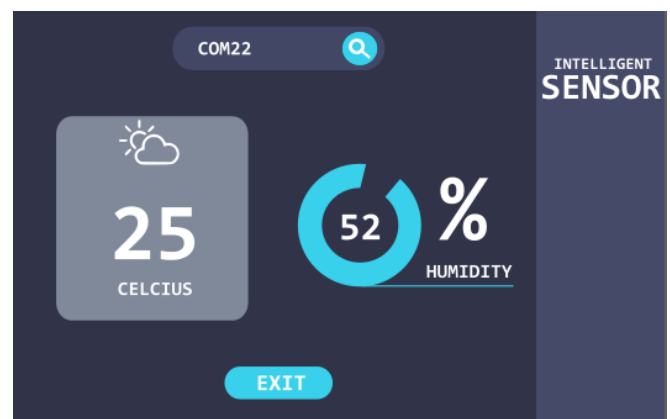 COM22
INTELLIGENT
SENSOR
25
CELCIUS
52
%
HUMIDITY
EXIT